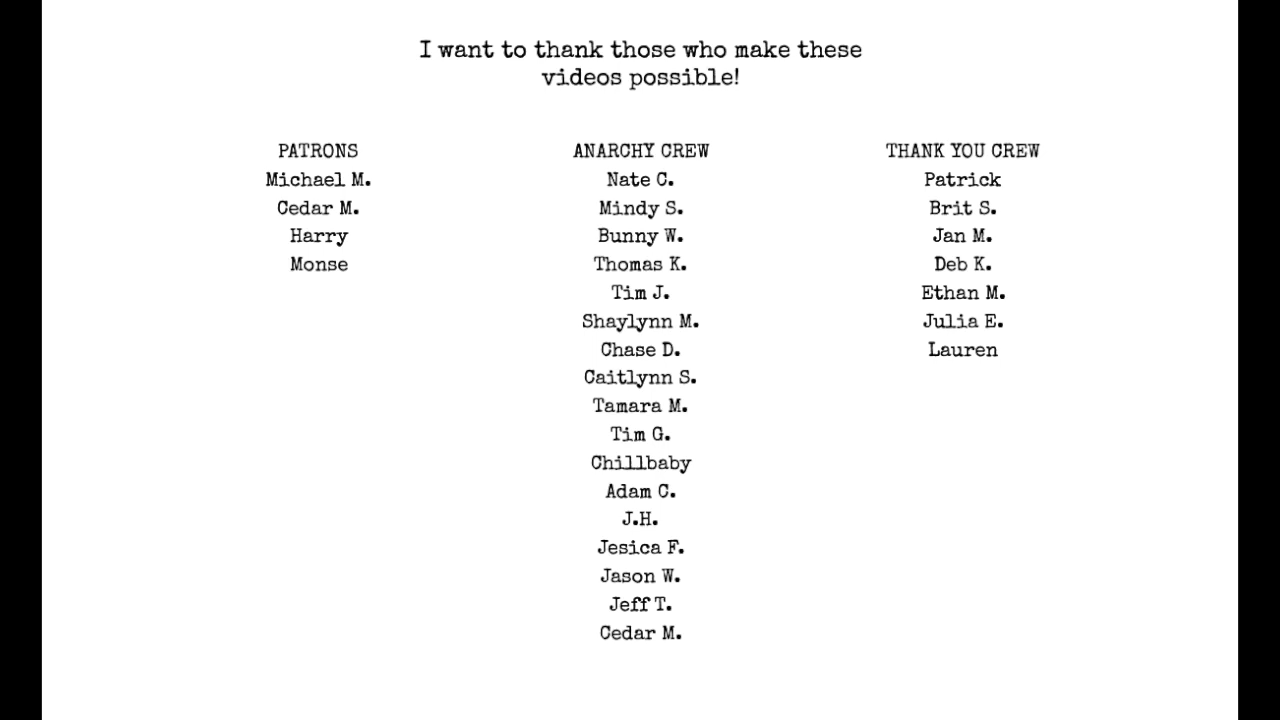 I want to thank those who make these
videos possible!
PATRONS
Michael M.
Cedar M.
Harry
Monse
ANARCHY CREW
Nate C.
Mindy S.
Bunny W.
Thomas K.
Tim J.
Shaylynn M.
Chase D.
Caitlynn S.
Tamara M.
Tim G.
Chillbaby
Adam C.
J.H.
Jesica F.
Jason W.
Jeff T.
Cedar M.
THANK YOU CREW
Patrick
Brit S.
Jan M.
Deb K.
Ethan M.
Julia E.
Lauren